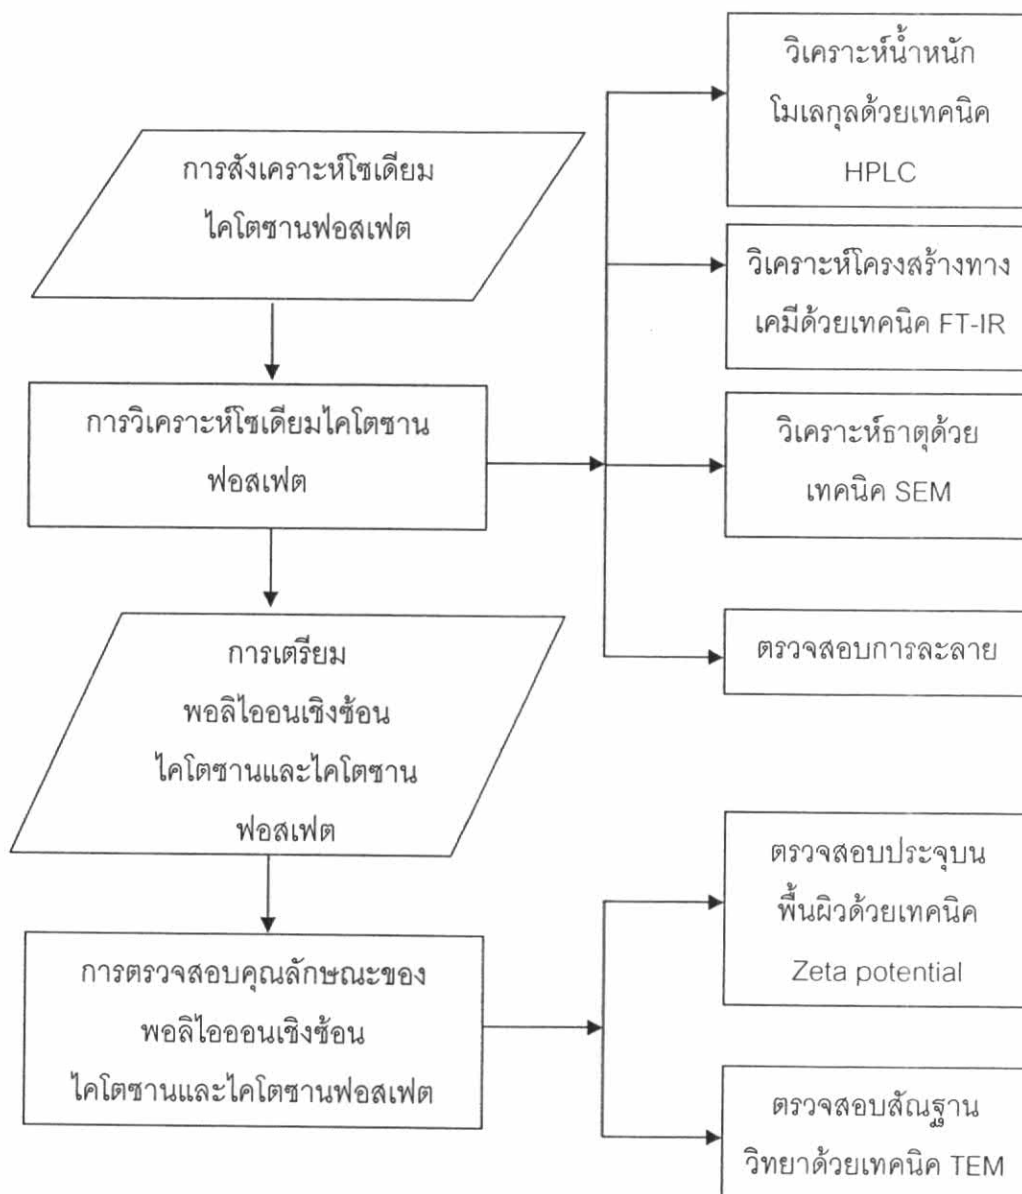 การสังเคราะห์โซเดียม
ไคโตซานฟอสเฟต
การวิเคราะห์โซเดียมไคโตซาน
ฟอสเฟต
วิเคราะห์น้ำหนัก
โมเลกุลด้วยเทคนิค
HPLC
วิเคราะห์โครงสร้างทาง
เคมีด้วยเทคนิค FT-IR
วิเคราะห์ธาตุด้วย
เทคนิค SEM
ตรวจสอบการละลาย
การเตรียม
พอลิไอออนเชิงซ้อน
ไคโตซานและไคโตซาน
ฟอสเฟต
การตรวจสอบคุณลักษณะของ
พอลิไอออนเชิงซ้อน
ไคโตซานและไคโตซานฟอสเฟต
ตรวจสอบประจุบน
พื้นผิวด้วยเทคนิค
Zeta potential
ตรวจสอบสัณฐาน
วิทยาด้วยเทคนิค TEM